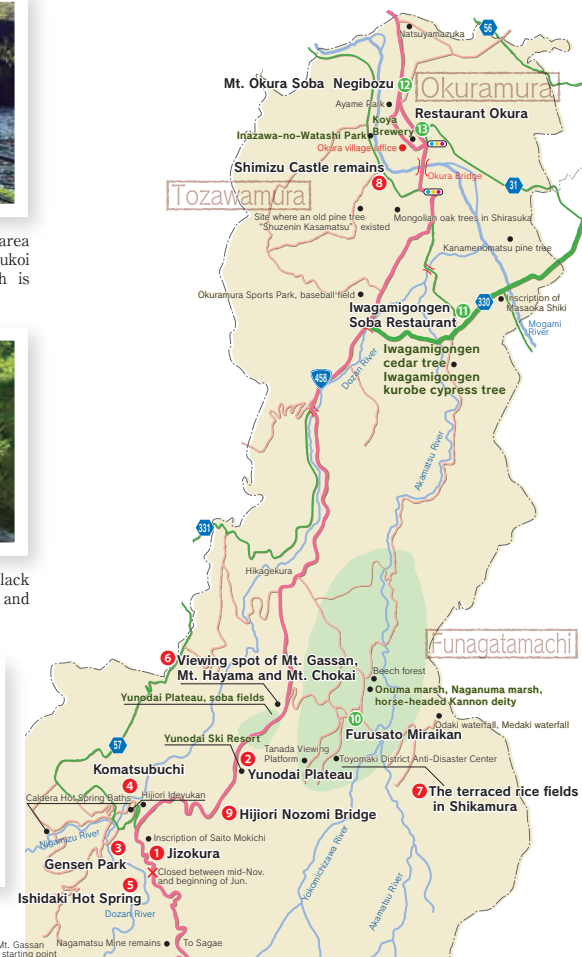 area
ukoi
h is
lack
and
Mt. Gassan
starting point
Natsuyamazuka
56
Mt. Okura Soba Negibozu 12
Okuramura
Ayame Park
Koya
Brewery
13
Restaurant Okura
Inazawa-no-Watashi Park
Okura village office
Shimizu Castle remains
8
Okura Bridge
31
Tozawamura
Site where an old pine tree
"Shuzenin Kasamatsu" existed
Mongolian oak trees in Shirasuka
Kanamenomatsu pine tree
Okuramura Sports Park, baseball field
Iwagamigongen
Soba Restaurant
11
330
Inscription of
Masaoka Shiki
Mogami
River
Iwagamigongen
cedar tree
Iwagamigongen
kurobe cypress tree
458
Dozan River
Akamatsu River
331
Hikagekura
Funagatamachi
6 Viewing spot of Mt. Gassan,
Mt. Hayama and Mt. Chokai
Beech forest
Onuma marsh, Naganuma marsh,
horse-headed Kannon deity
Yunodai Plateau, soba fields
10
Furusato Miraikan
Odaki waterfall, Medaki waterfall
57
Yunodai Ski Resort
Tanada Viewing
Platform
Toyomaki District Anti-Disaster Center
2
Yunodai Plateau
Komatsubuchi
4
7 The terraced rice fields
in Shikamura
Caldera Hot Spring Baths
Hijiori Ideyukan
9 Hijiori Nozomi Bridge
Nigamizu River
Inscription of Saito Mokichi
3
Gensen Park
1 Jizokura
Closed between mid-Nov.
and beginning of Jun.
5
Ishidaki Hot Spring
Dozan River
Yokomichizawa River
Akamatsu River
Nagamatsu Mine remains
To Sagae